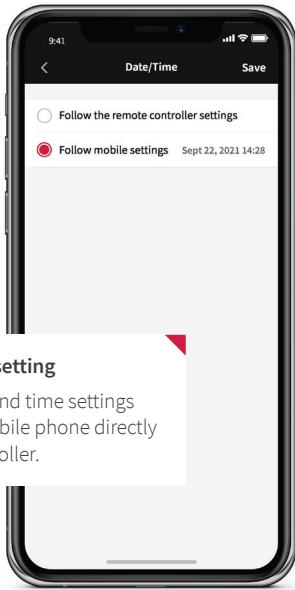 9:41
Date/Time Save
Follow the remote controller settings
Follow mobile settings Sept 22, 2021 14:28
setting
nd time settings
bile phone directly
oller.